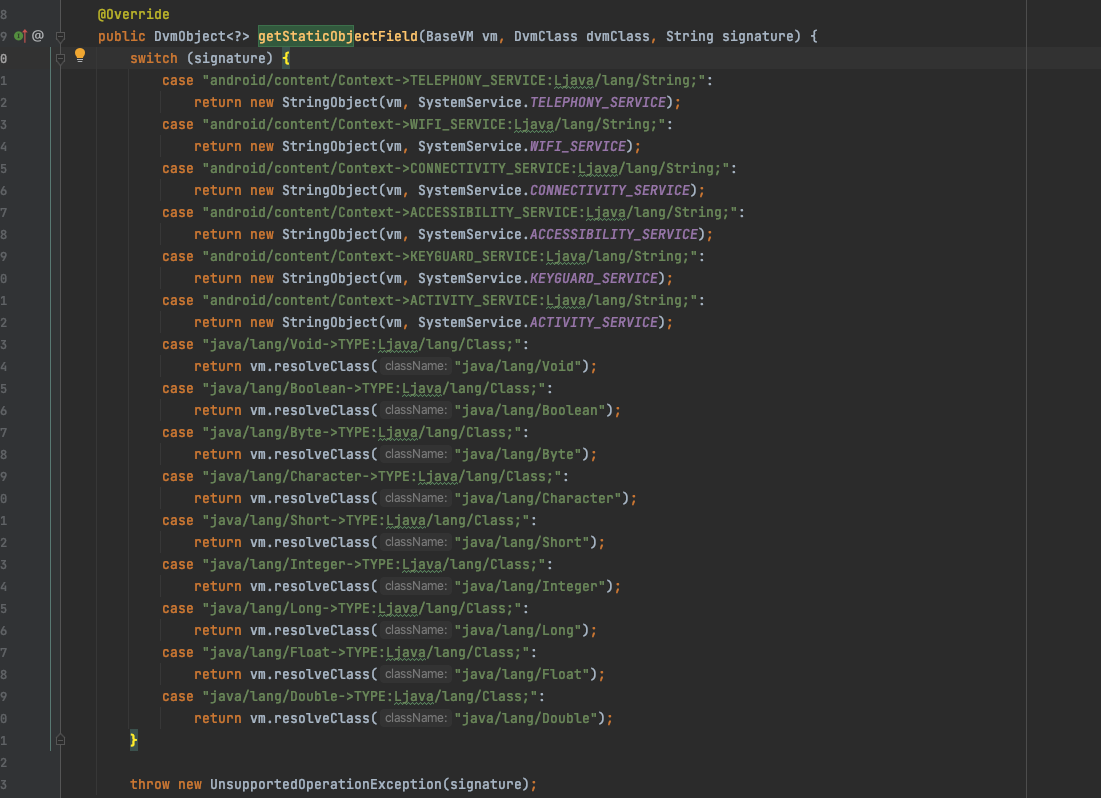 8 @Override
9 @ public DvmObject<?> getStaticObjectField(BaseVM vm, DvmClass dvmClass, String signature) {
0 switch (signature) {
1 case "android/content/Context->TELEPHONY_SERVICE:Ljava/lang/String;":
2 return new StringObject(vm, SystemService.TELEPHONY_SERVICE);
3 case "android/content/Context->WIFI_SERVICE:Ljava/lang/String;":
4 return new StringObject(vm, SystemService.WIFI_SERVICE);
5 case "android/content/Context->CONNECTIVITY_SERVICE:Ljava/lang/String;":
6 return new StringObject(vm, SystemService.CONNECTIVITY_SERVICE);
7 case "android/content/Context->ACCESSIBILITY_SERVICE:Ljava/lang/String;":
8 return new StringObject(vm, SystemService.ACCESSIBILITY_SERVICE);
9 case "android/content/Context->KEYGUARD_SERVICE:Ljava/lang/String;":
0 return new StringObject(vm, SystemService.KEYGUARD_SERVICE);
1 case "android/content/Context->ACTIVITY_SERVICE:Ljava/lang/String;":
2 return new StringObject(vm, SystemService.ACTIVITY_SERVICE);
3 case "java/lang/Void->TYPE:Ljava/lang/Class;":
4 return vm.resolveClass( className: "java/lang/Void");
5 case "java/lang/Boolean->TYPE:Ljava/lang/Class;":
6 return vm.resolveClass( className: "java/lang/Boolean");
7 case "java/lang/Byte->TYPE:Ljava/lang/Class;":
8 return vm.resolveClass( className: "java/lang/Byte");
9 case "java/lang/Character->TYPE:Ljava/lang/Class;":
0 return vm.resolveClass( className: "java/lang/Character");
1 case "java/lang/Short->TYPE:Ljava/lang/Class;":
2 return vm.resolveClass( className: "java/lang/Short");
3 case "java/lang/Integer->TYPE:Ljava/lang/Class;":
4 return vm.resolveClass( className: "java/lang/Integer");
5 case "java/lang/Long->TYPE:Ljava/lang/Class;":
6 return vm.resolveClass( className: "java/lang/Long");
7 case "java/lang/Float->TYPE:Ljava/lang/Class;":
8 return vm.resolveClass( className: "java/lang/Float");
9 case "java/lang/Double->TYPE:Ljava/lang/Class;":
0 return vm.resolveClass( className: "java/lang/Double");
1 }
2
3 throw new UnsupportedOperationException(signature);